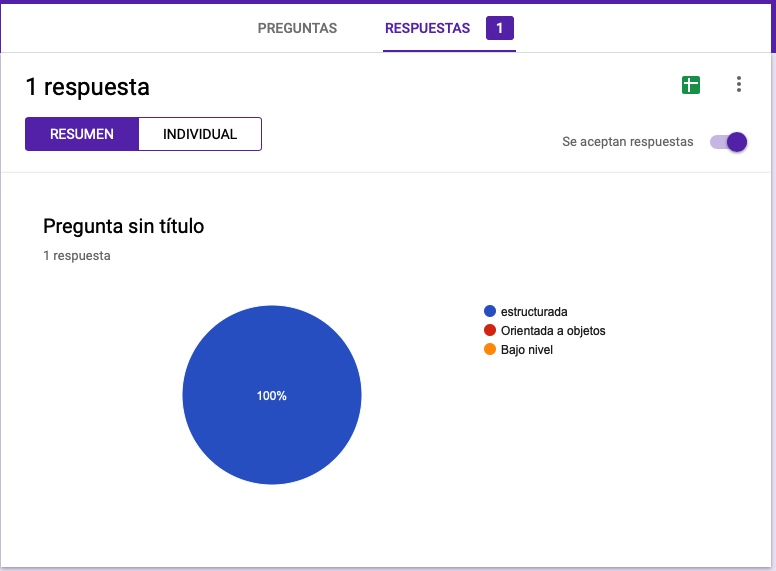 PREGUNTAS RESPUESTAS 1
1 respuesta
RESUMEN INDIVIDUAL
Se aceptan respuestas
Pregunta sin título
1 respuesta
100%
estructurada
Orientada a objetos
Bajo nivel